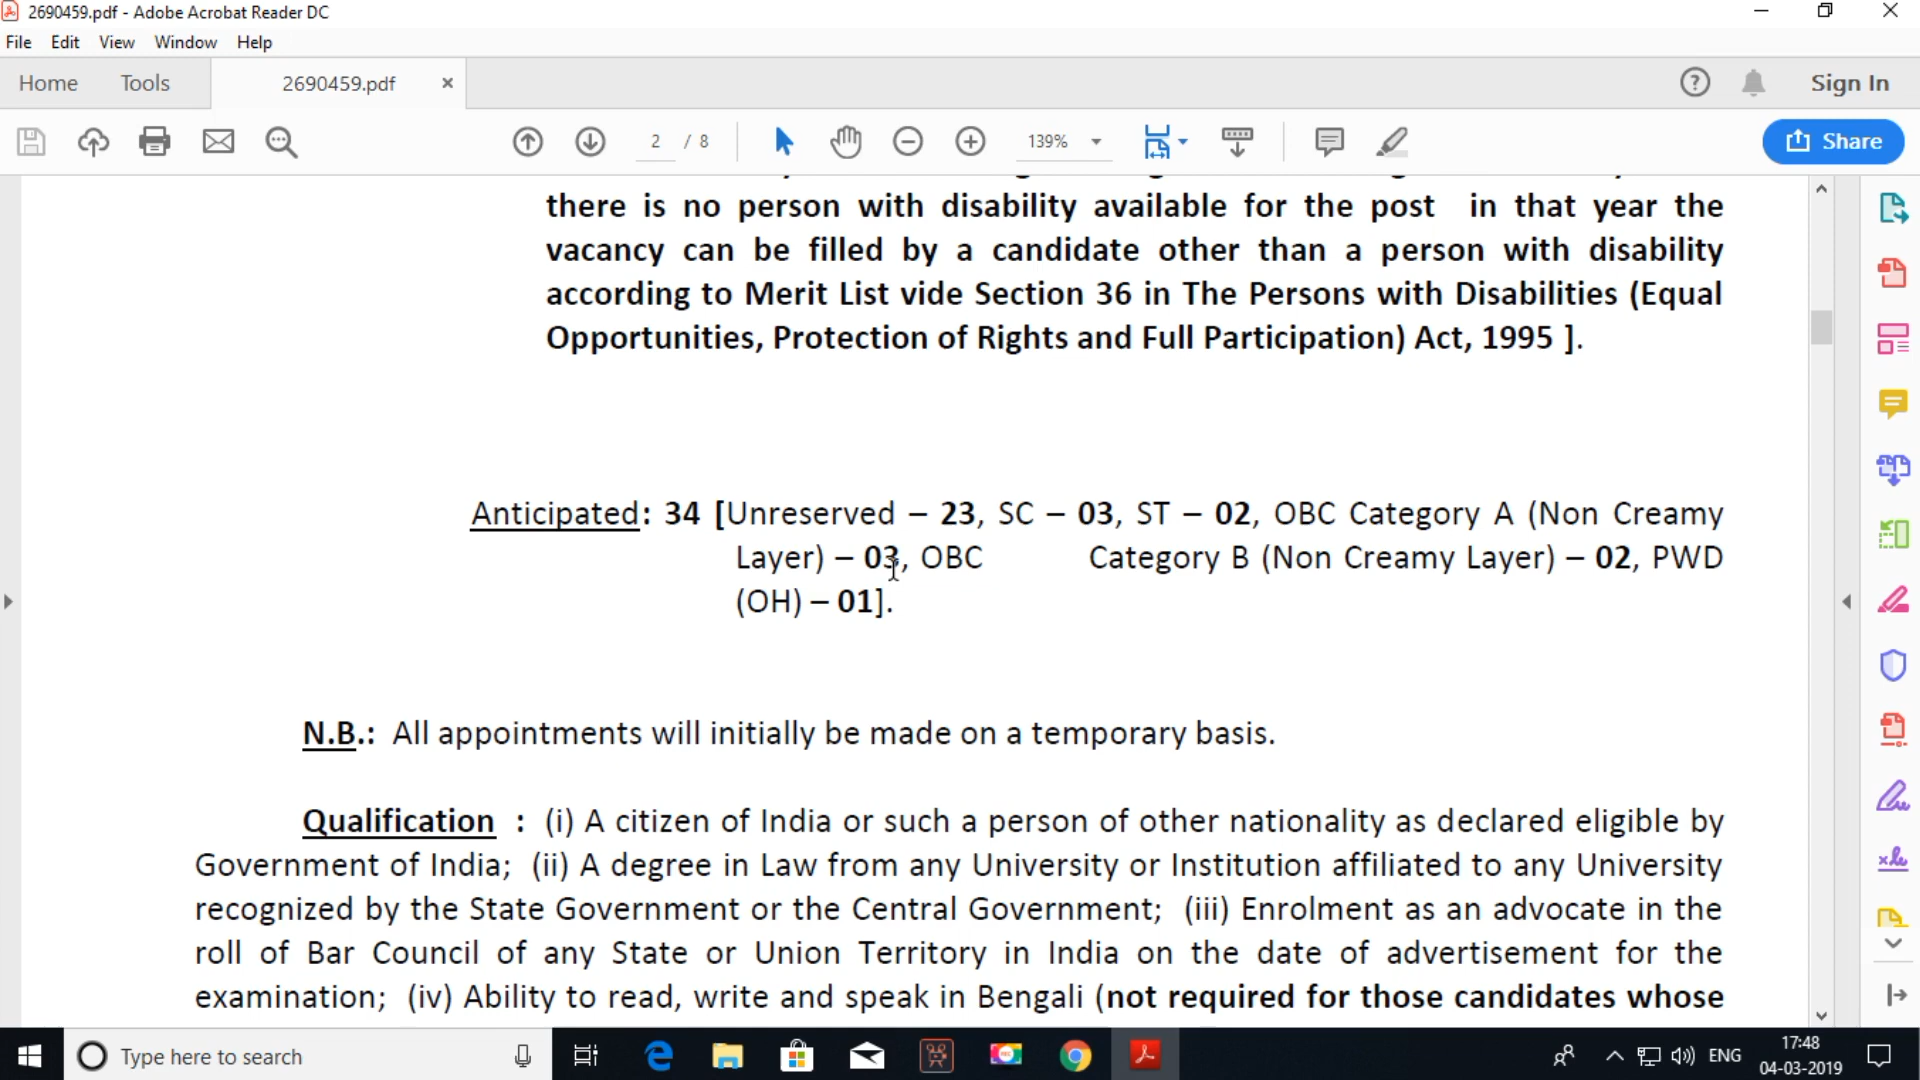 2690459.pdf - Adobe Acrobat Reader DC
File Edit View Window Help
Home Tools 2690459.pdf × Sign In
2 / 8 139% Share
there is no person with disability available for the post in that year the
vacancy can be filled by a candidate other than a person with disability
according to Merit List vide Section 36 in The Persons with Disabilities (Equal
Opportunities, Protection of Rights and Full Participation) Act, 1995 ].
Anticipated: 34 [Unreserved – 23, SC – 03, ST – 02, OBC Category A (Non Creamy
Layer) – 03, OBC Category B (Non Creamy Layer) – 02, PWD
(OH) – 01].
N.B.: All appointments will initially be made on a temporary basis.
Qualification : (i) A citizen of India or such a person of other nationality as declared eligible by
Government of India; (ii) A degree in Law from any University or Institution affiliated to any University
recognized by the State Government or the Central Government; (iii) Enrolment as an advocate in the
roll of Bar Council of any State or Union Territory in India on the date of advertisement for the
examination; (iv) Ability to read, write and speak in Bengali (not required for those candidates whose
Type here to search ENG 17:48
04-03-2019